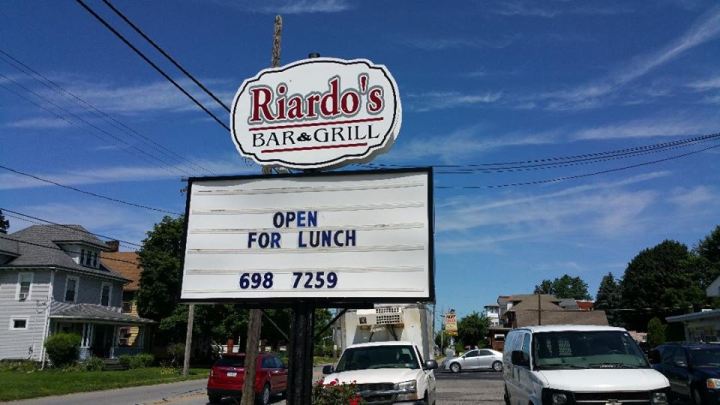 Riardo's
BAR & GRILL
OPEN
FOR LUNCH
698 7259